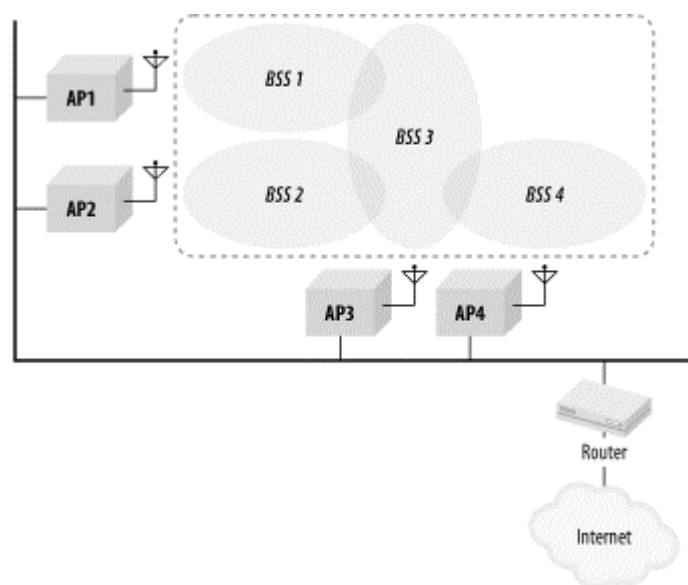 BSS 1
AP1
BSS 3
AP2
BSS 2
BSS 4
AP3
AP4
Router
Internet